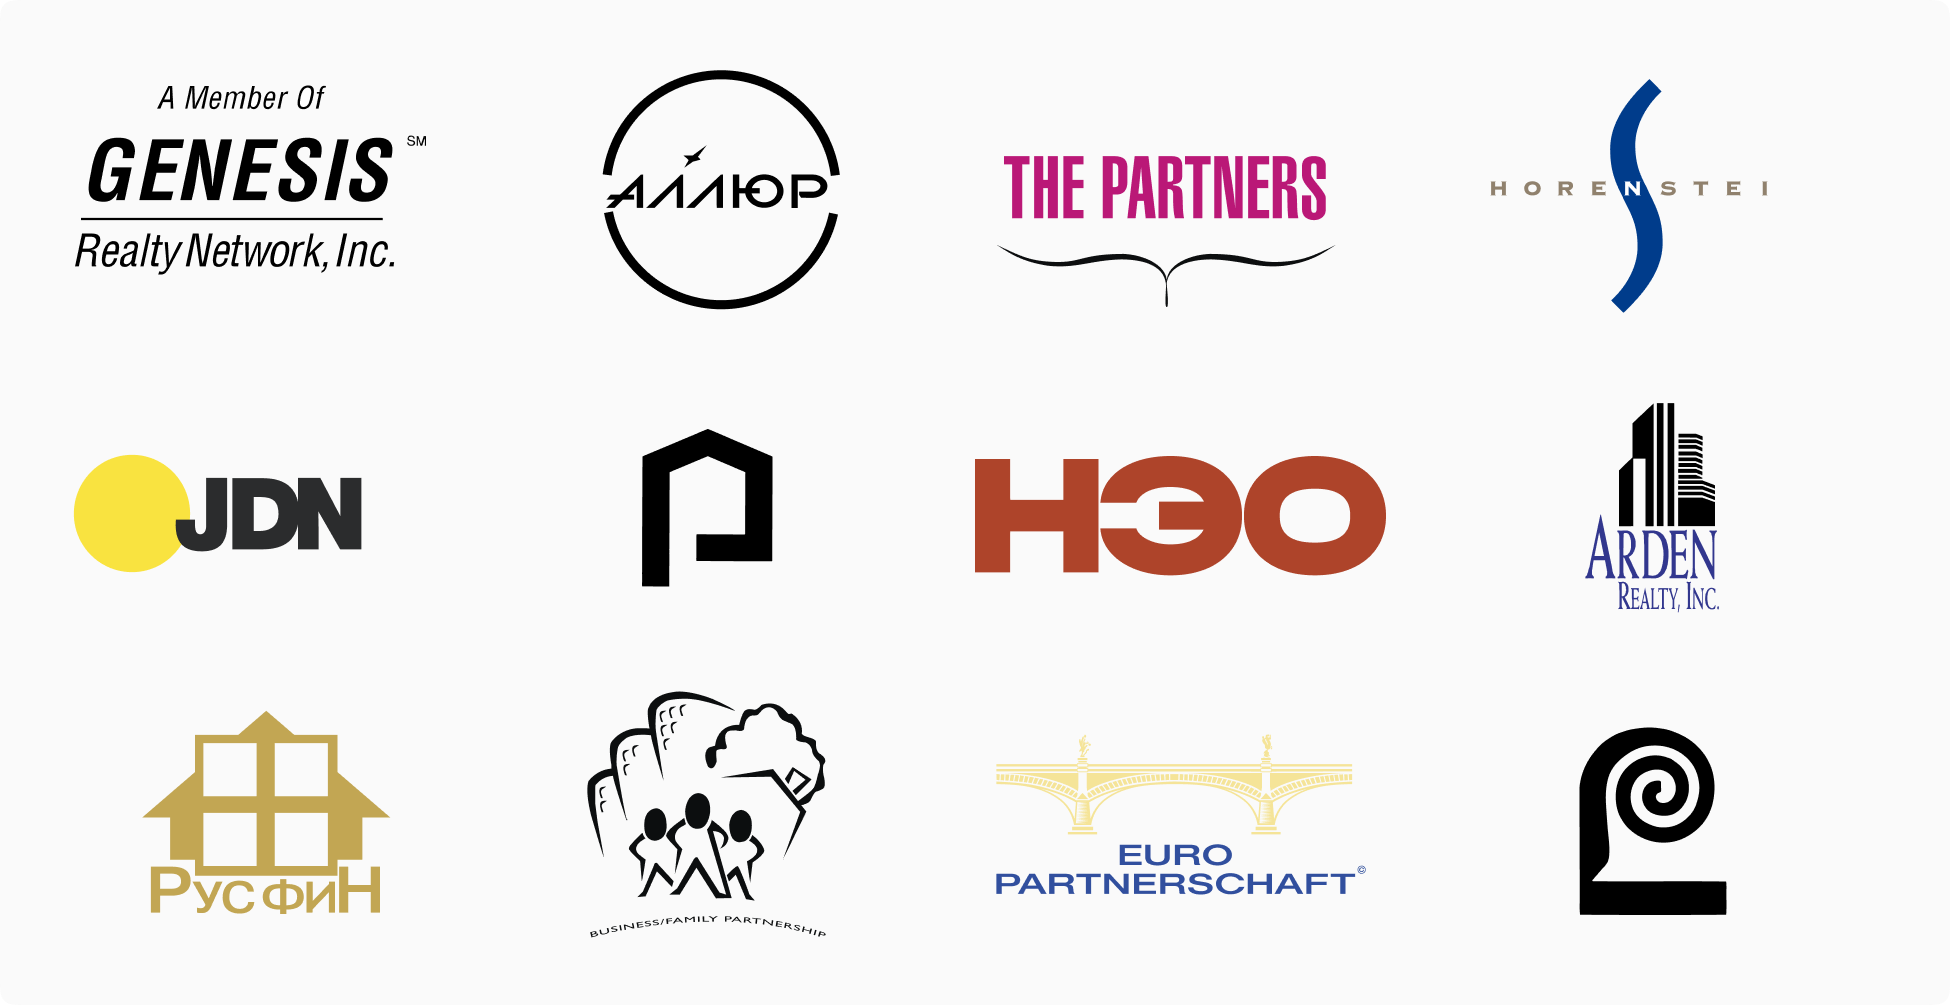 A Member Of
GENESIS SM
Realty Network, Inc.
АЛЛЮР
THE PARTNERS
HORENSTEI
JDN
НЭО
ARDEN
REALTY, INC.
РУСФИН
BUSINESS/FAMILY PARTNERSHIP
EURO
PARTNERSCHAFT©